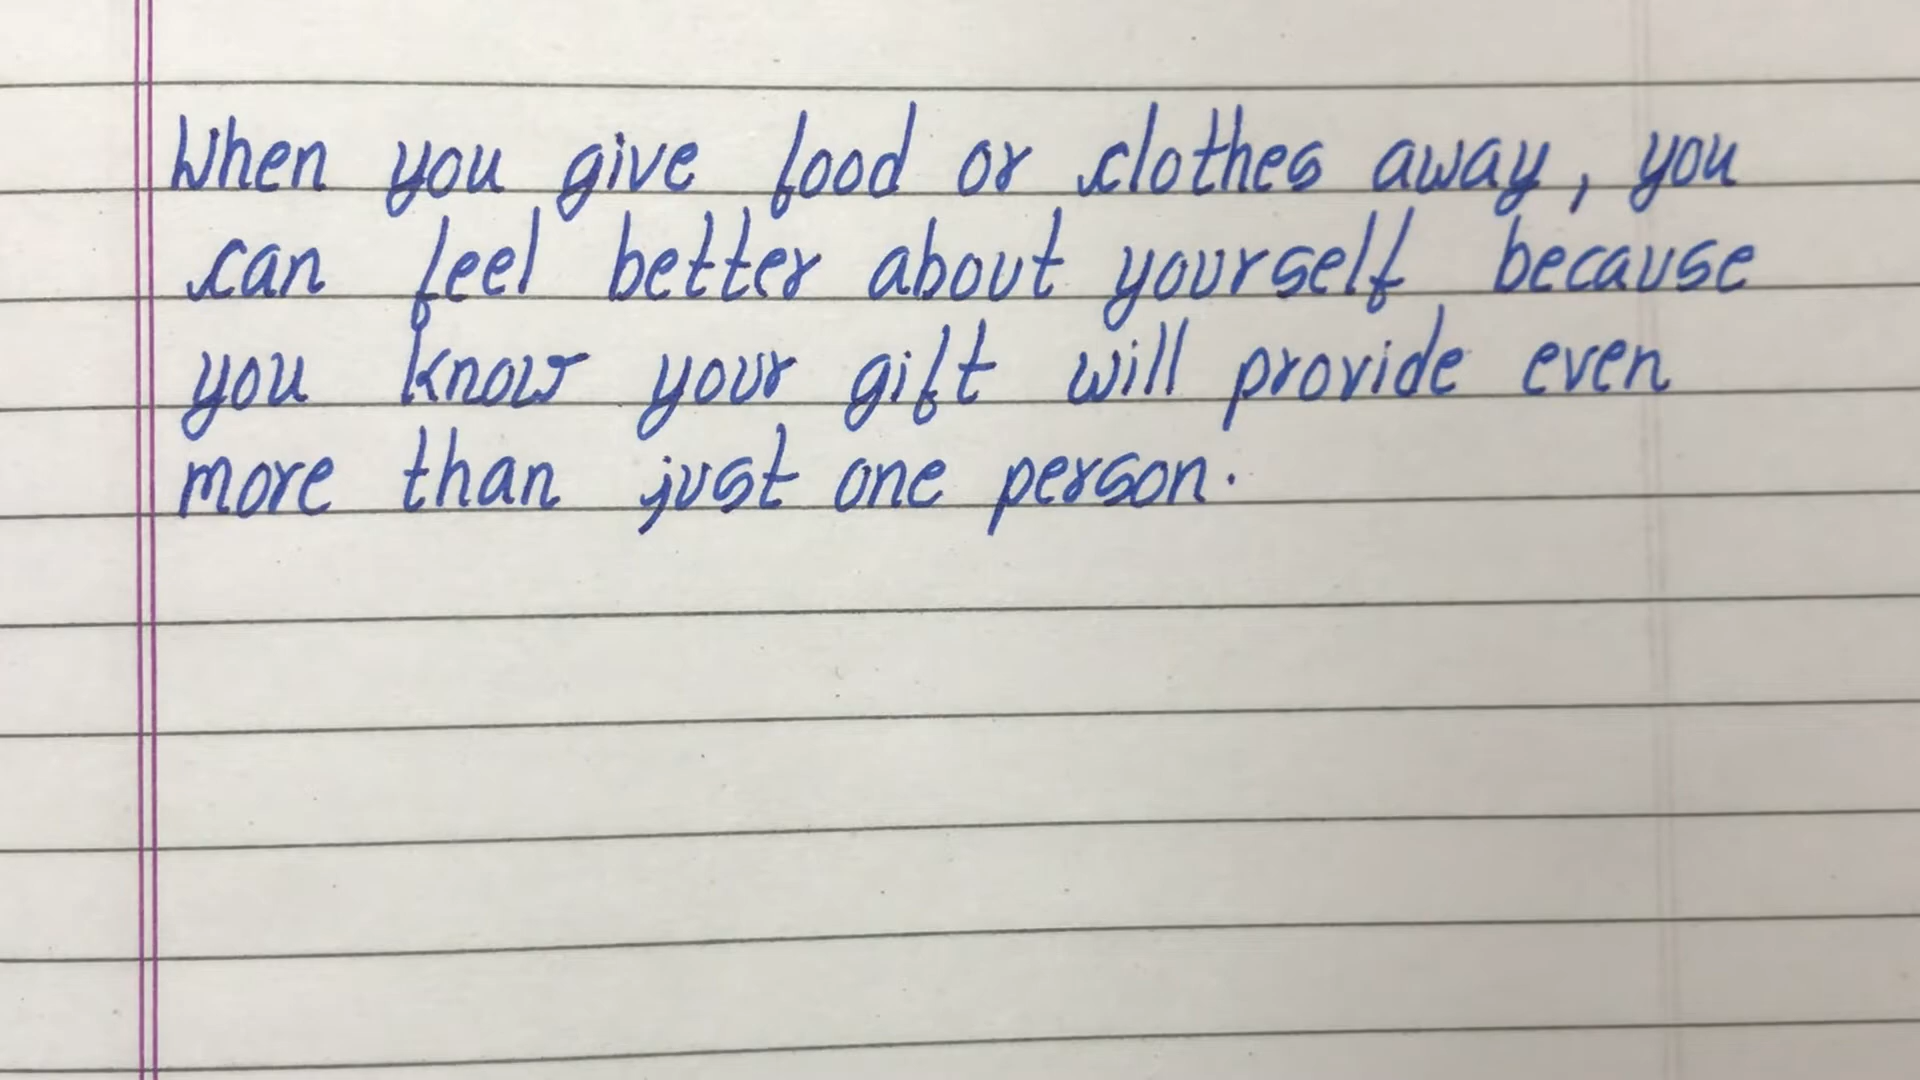 When you give food or clothes away, you
can feel better about yourself because
you know your gift will provide even
more than just one person.